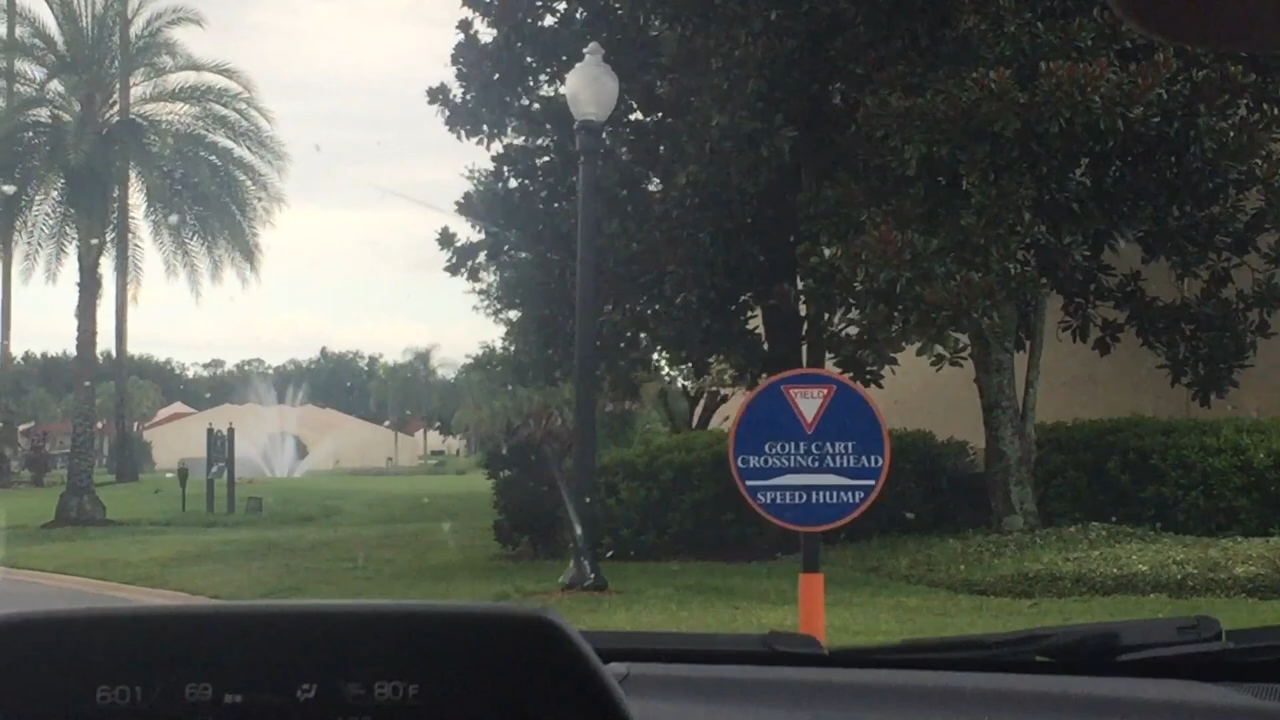 YIELD
GOLF CART
CROSSING AHEAD
SPEED HUMP
6:01 69 80°F